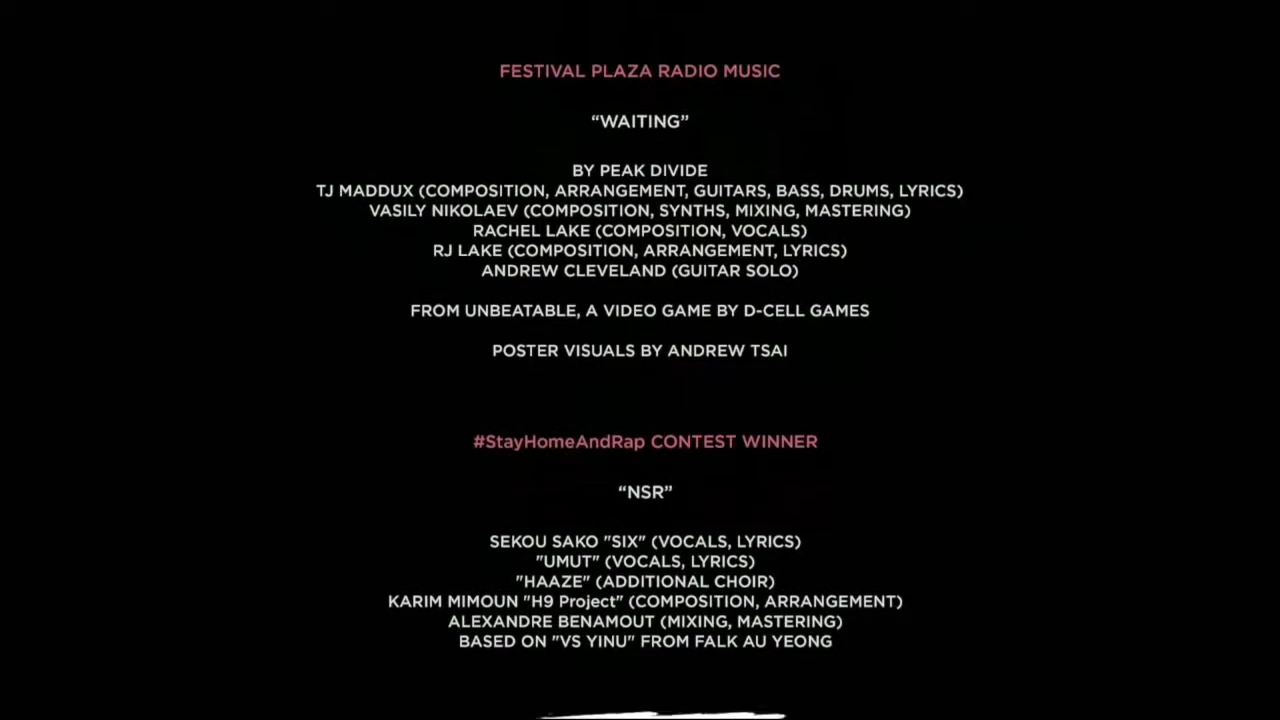 FESTIVAL PLAZA RADIO MUSIC
“WAITING”
BY PEAK DIVIDE
TJ MADDUX (COMPOSITION, ARRANGEMENT, GUITARS, BASS, DRUMS, LYRICS)
VASILY NIKOLAEV (COMPOSITION, SYNTHS, MIXING, MASTERING)
RACHEL LAKE (COMPOSITION, VOCALS)
RJ LAKE (COMPOSITION, ARRANGEMENT, LYRICS)
ANDREW CLEVELAND (GUITAR SOLO)
FROM UNBEATABLE, A VIDEO GAME BY D-CELL GAMES
POSTER VISUALS BY ANDREW TSAI
#StayHomeAndRap CONTEST WINNER
“NSR”
SEKOU SAKO "SIX" (VOCALS, LYRICS)
"UMUT" (VOCALS, LYRICS)
"HAAZE" (ADDITIONAL CHOIR)
KARIM MIMOUN "H9 Project" (COMPOSITION, ARRANGEMENT)
ALEXANDRE BENAMOUT (MIXING, MASTERING)
BASED ON "VS YINU" FROM FALK AU YEONG